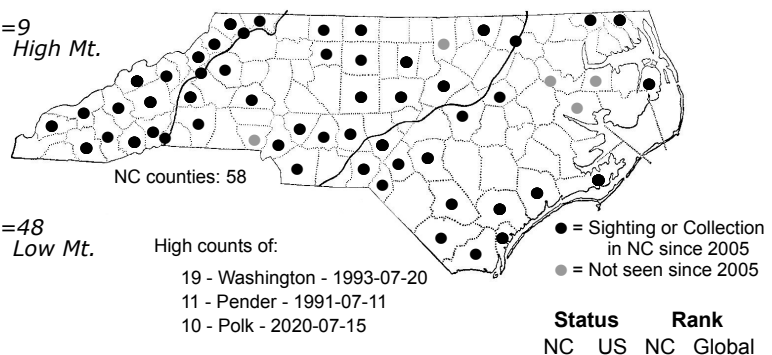 =9
High Mt.
NC counties: 58
=48
Low Mt.
High counts of:
19 - Washington - 1993-07-20
11 - Pender - 1991-07-11
10 - Polk - 2020-07-15
= Sighting or Collection
in NC since 2005
= Not seen since 2005
Status Rank
NC US NC Global